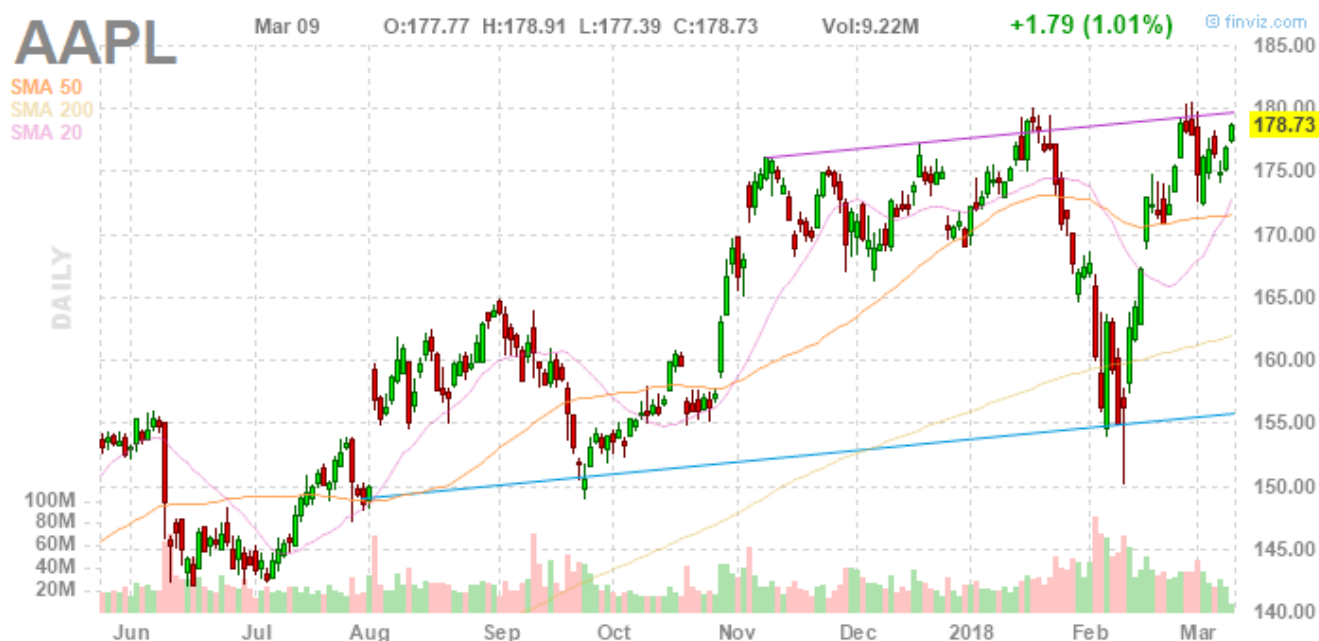 AAPL
Mar 09 O:177.77 H:178.91 L:177.39 C:178.73 Vol:9.22M +1.79 (1.01%) © finviz.com
SMA 50
SMA 200
SMA 20
DAILY
185.00
180.00
178.73
175.00
170.00
165.00
160.00
155.00
150.00
145.00
140.00
100M
80M
60M
40M
20M
Jun Jul Aug Sep Oct Nov Dec 2018 Feb Mar